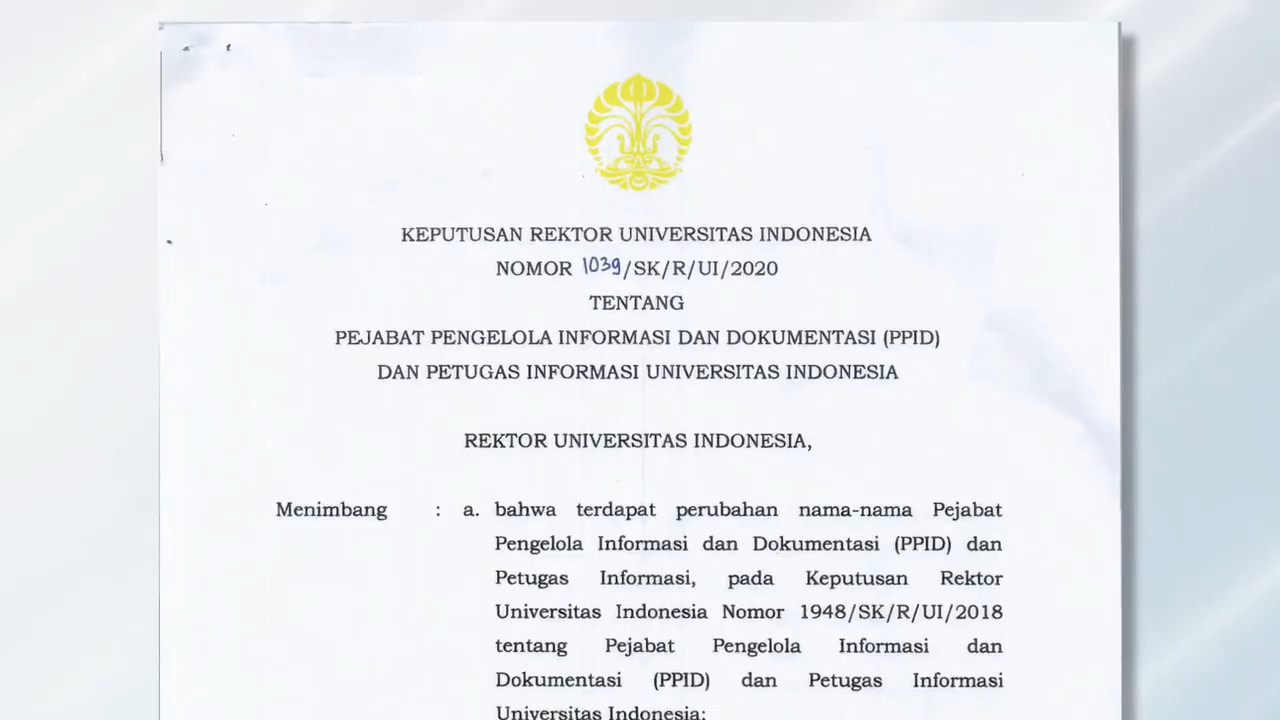 KEPUTUSAN REKTOR UNIVERSITAS INDONESIA
NOMOR 1039/SK/R/UI/2020
TENTANG
PEJABAT PENGELOLA INFORMASI DAN DOKUMENTASI (PPID)
DAN PETUGAS INFORMASI UNIVERSITAS INDONESIA
REKTOR UNIVERSITAS INDONESIA,
Menimbang : a. bahwa terdapat perubahan nama-nama Pejabat
Pengelola Informasi dan Dokumentasi (PPID) dan
Petugas Informasi, pada Keputusan Rektor
Universitas Indonesia Nomor 1948/SK/R/UI/2018
tentang Pejabat Pengelola Informasi dan
Dokumentasi (PPID) dan Petugas Informasi
Universitas Indonesia;